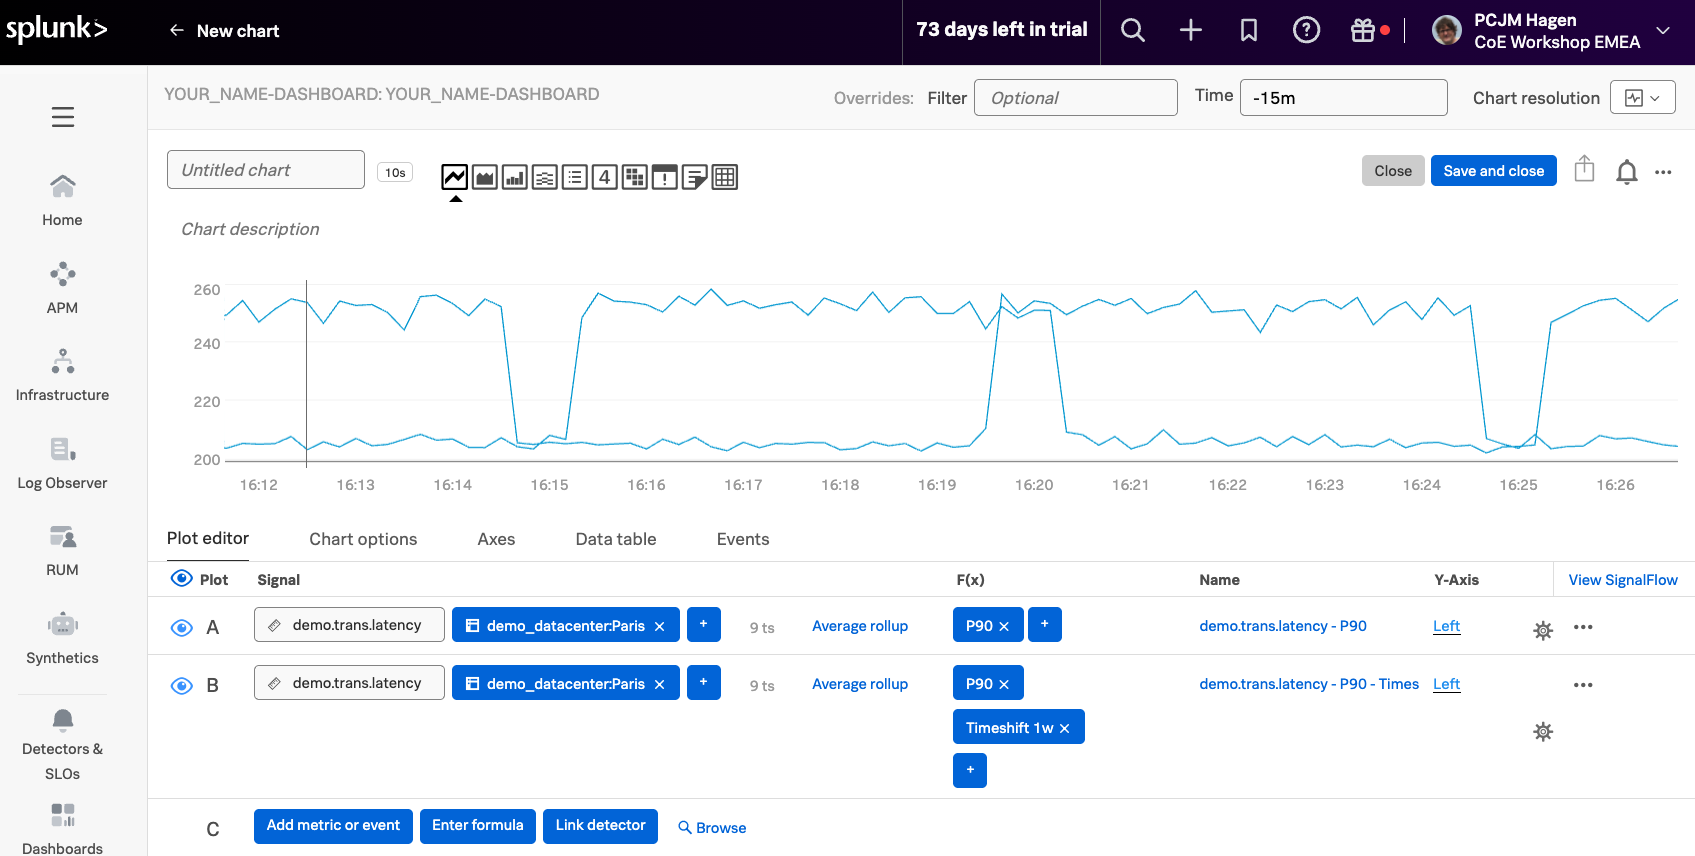 splunk>
← New chart
73 days left in trial
PCJM Hagen
CoE Workshop EMEA
YOUR_NAME-DASHBOARD: YOUR_NAME-DASHBOARD
Overrides: Filter Optional Time -15m Chart resolution
Untitled chart 10s 4 ! Close Save and close
Chart description
260
240
220
200
16:12 16:13 16:14 16:15 16:16 16:17 16:18 16:19 16:20 16:21 16:22 16:23 16:24 16:25 16:26
Home
APM
Infrastructure
Log Observer
RUM
Synthetics
Detectors &
SLOs
Dashboards
Plot editor Chart options Axes Data table Events
Plot Signal F(x) Name Y-Axis View SignalFlow
A demo.trans.latency demo_datacenter:Paris × + 9 ts Average rollup P90 × + demo.trans.latency - P90 Left
B demo.trans.latency demo_datacenter:Paris × + 9 ts Average rollup P90 × demo.trans.latency - P90 - Times Left
Timeshift 1w ×
+
C Add metric or event Enter formula Link detector Browse